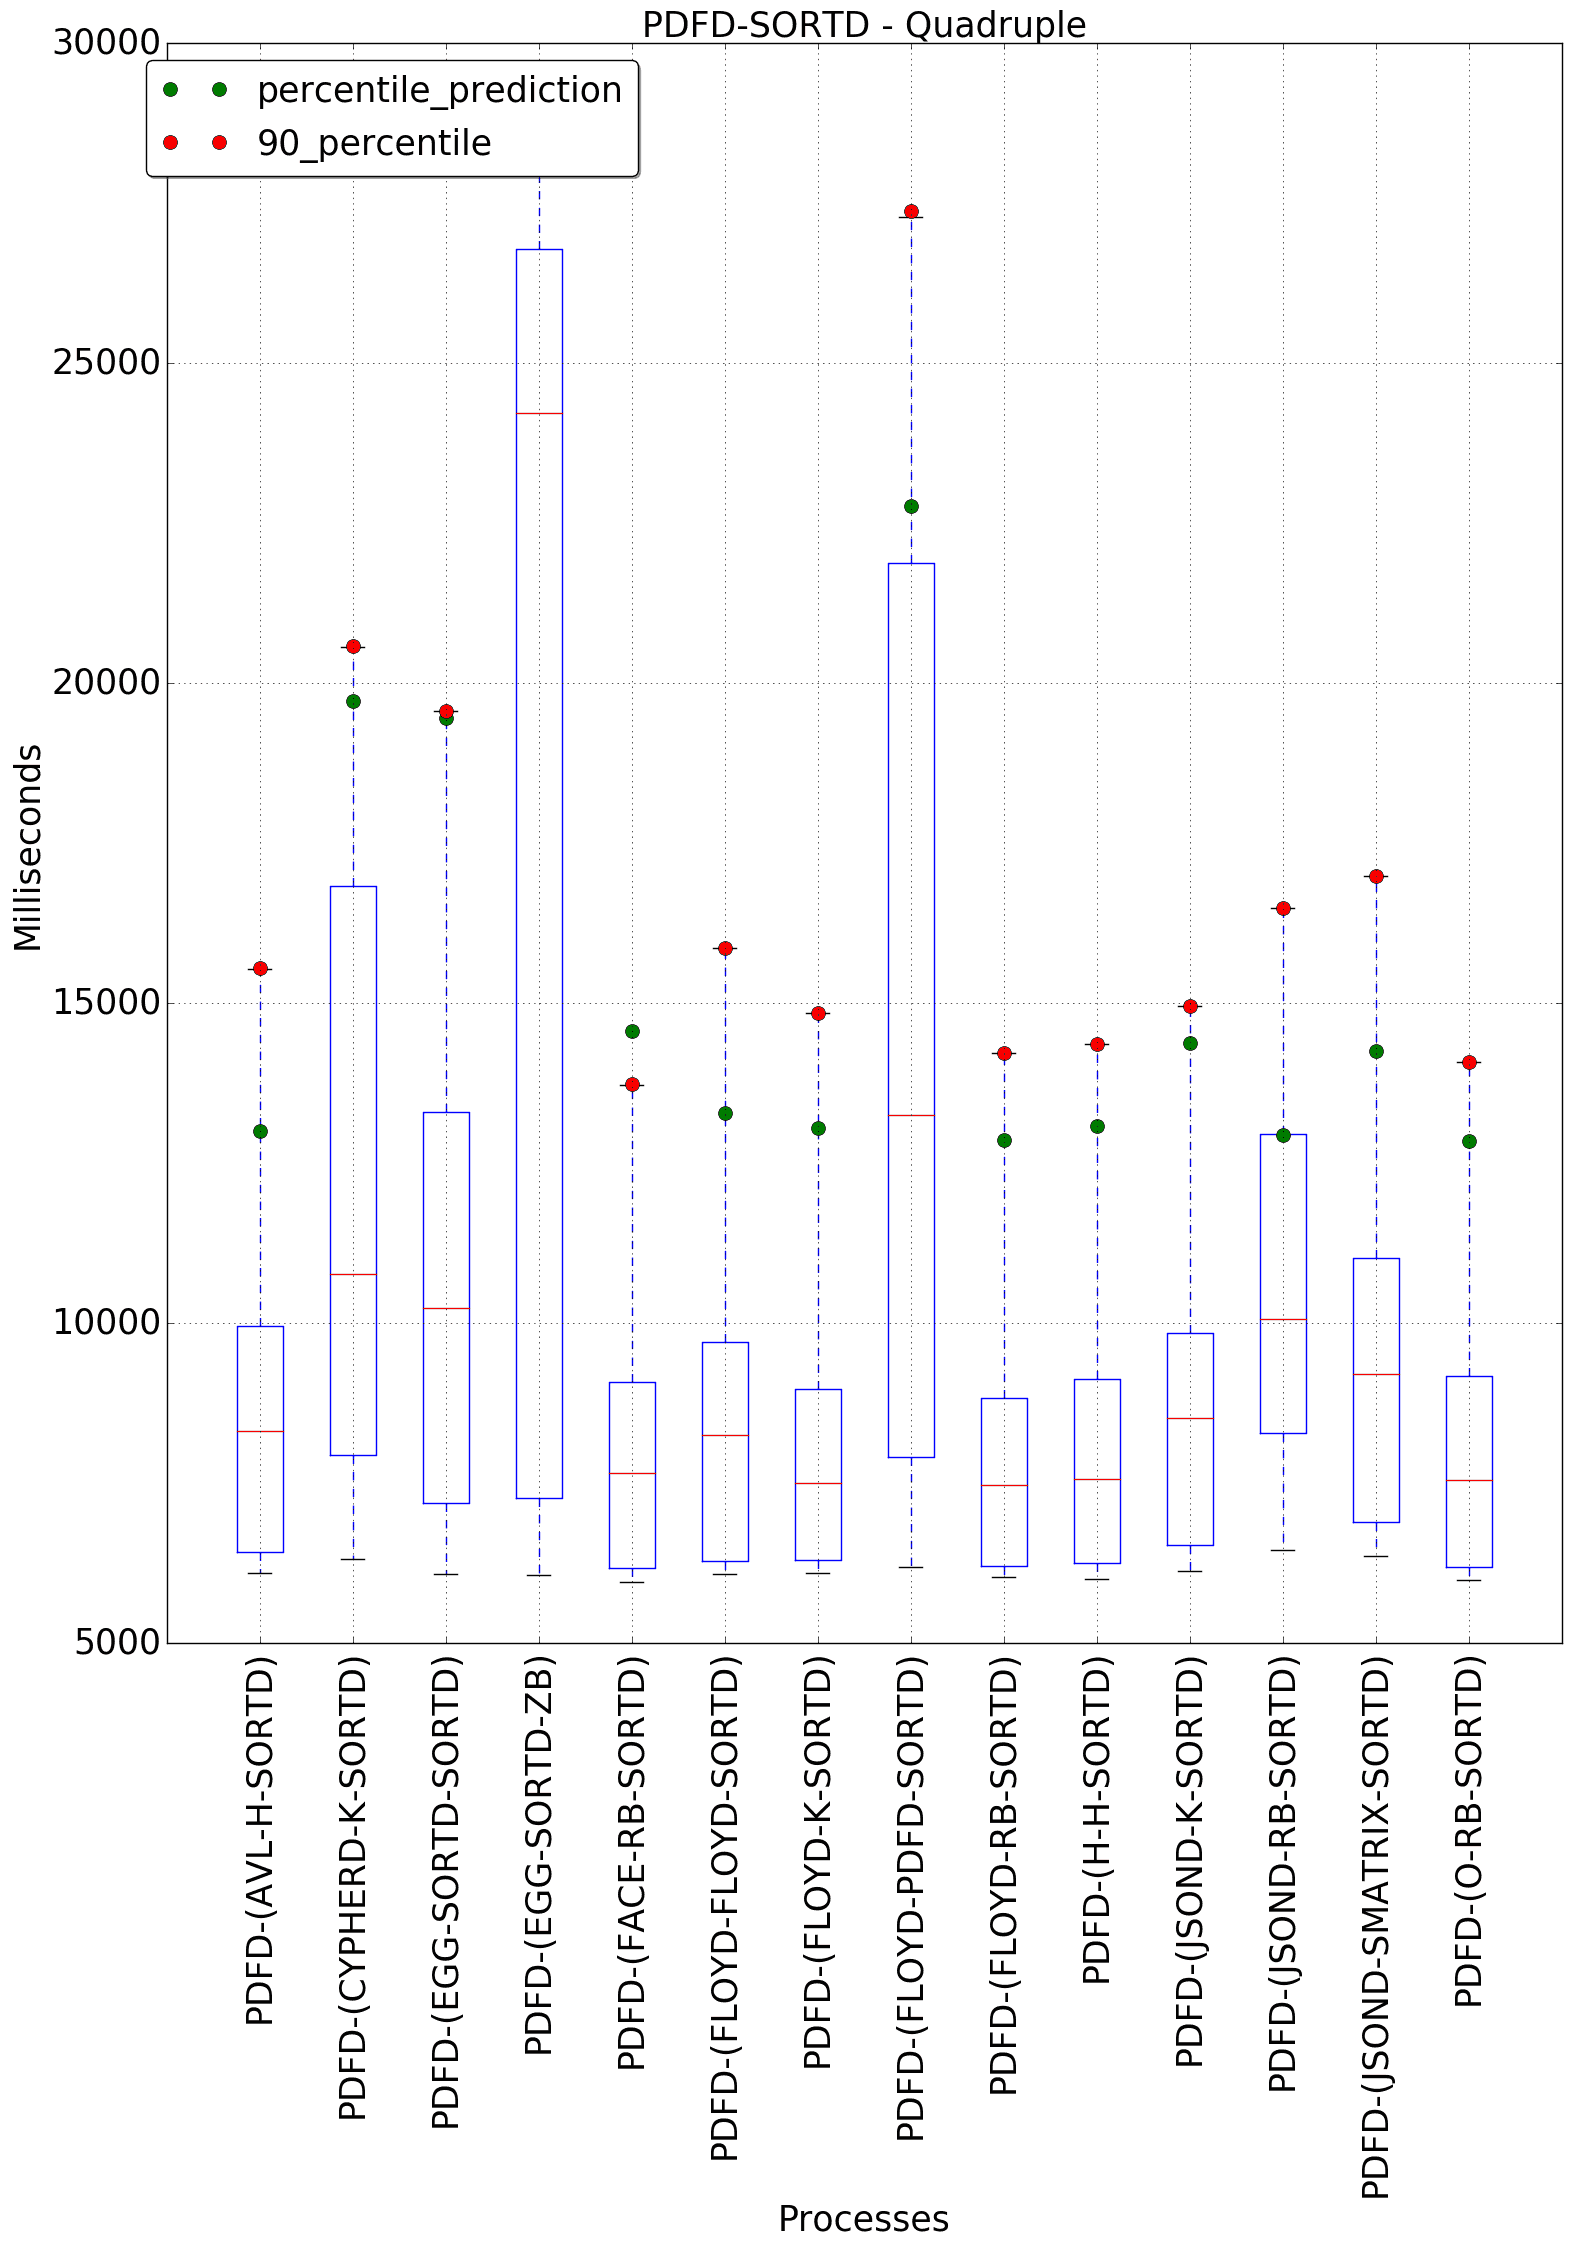 PDFD-SORTD - Quadruple
30000
percentile_prediction
90_percentile
25000
20000
Milliseconds
15000
10000
5000
PDFD-(AVL-H-SORTD)
PDFD-(CYPHERD-K-SORTD)
PDFD-(EGG-SORTD-SORTD)
PDFD-(EGG-SORTD-ZB)
PDFD-(FACE-RB-SORTD)
PDFD-(FLOYD-FLOYD-SORTD)
PDFD-(FLOYD-K-SORTD)
PDFD-(FLOYD-PDFD-SORTD)
PDFD-(FLOYD-RB-SORTD)
PDFD-(H-H-SORTD)
PDFD-(JSOND-K-SORTD)
PDFD-(JSOND-RB-SORTD)
PDFD-(JSOND-SMATRIX-SORTD)
PDFD-(O-RB-SORTD)
Processes